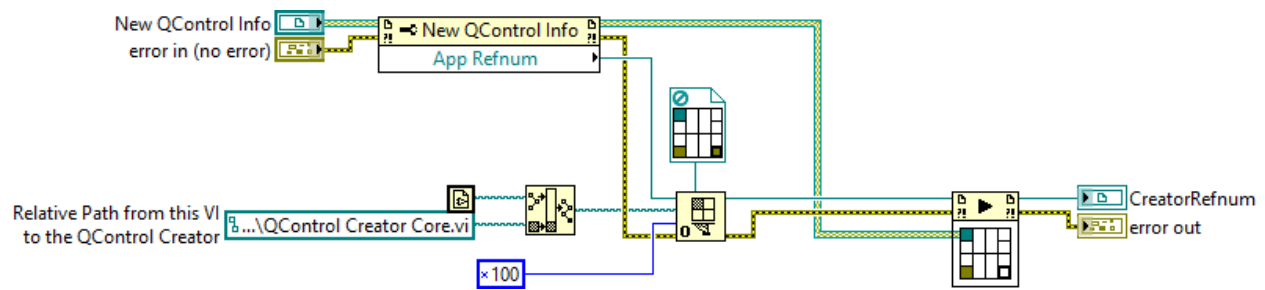 New QControl Info
error in (no error)
New QControl Info
App Refnum
Relative Path from this VI
to the QControl Creator
...\QControl Creator Core.vi
×100
0
CreatorRefnum
error out